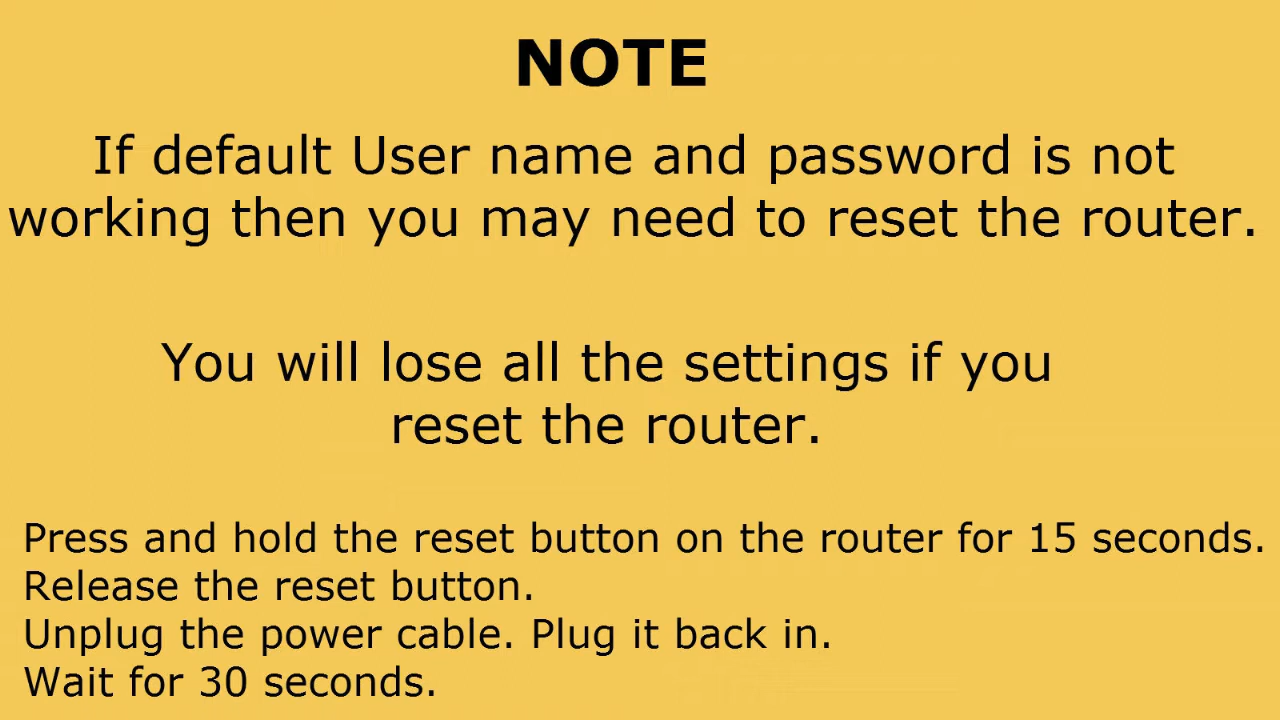 NOTE
If default User name and password is not
working then you may need to reset the router.
You will lose all the settings if you
reset the router.
Press and hold the reset button on the router for 15 seconds.
Release the reset button.
Unplug the power cable. Plug it back in.
Wait for 30 seconds.